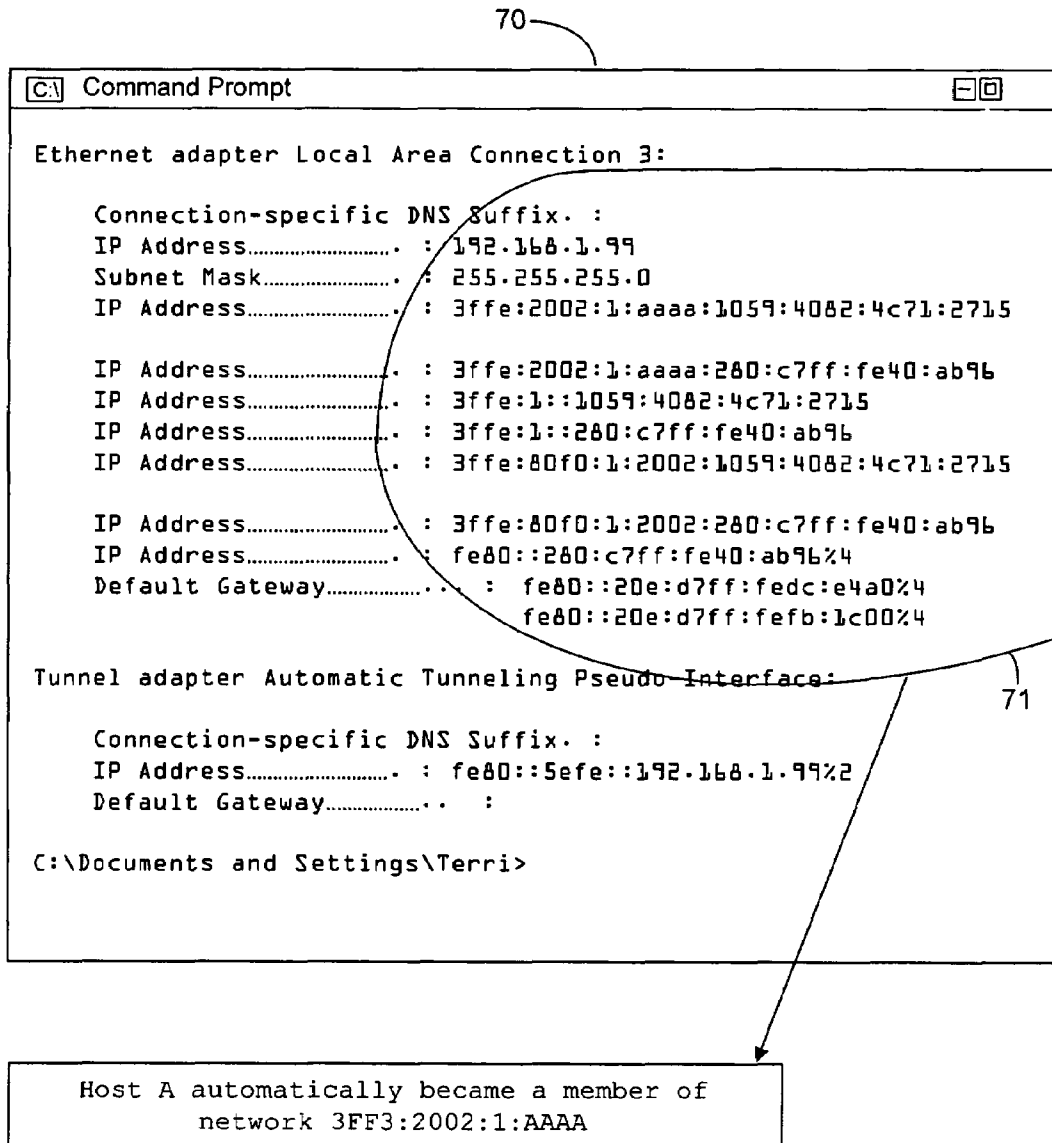 70
C:\ Command Prompt
Ethernet adapter Local Area Connection 3:
Connection-specific DNS Suffix. :
IP Address............................ : 192.168.1.99
Subnet Mask......................... : 255.255.255.0
IP Address............................ : 3ffe:2002:1:aaaa:1059:4082:4c71:2715
IP Address............................ : 3ffe:2002:1:aaaa:280:c7ff:fe40:ab96
IP Address............................ : 3ffe:1::1059:4082:4c71:2715
IP Address............................ : 3ffe:1::280:c7ff:fe40:ab96
IP Address............................ : 3ffe:80f0:1:2002:1059:4082:4c71:2715
IP Address............................ : 3ffe:80f0:1:2002:280:c7ff:fe40:ab96
IP Address............................ : fe80::280:c7ff:fe40:ab96%4
Default Gateway.................... : fe80::20e:d7ff:fedc:e4a0%4
fe80::20e:d7ff:fefb:1c00%4
Tunnel adapter Automatic Tunneling Pseudo-Interface:
71
Connection-specific DNS Suffix. :
IP Address............................ : fe80::5efe::192.168.1.99%2
Default Gateway.................... :
C:\Documents and Settings\Terri>
Host A automatically became a member of
network 3FF3:2002:1:AAAA